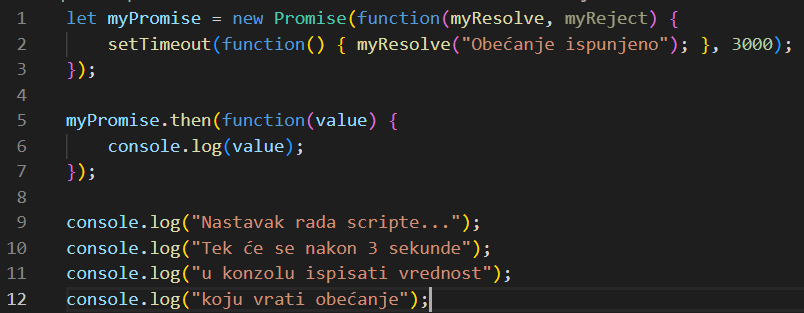 1 let myPromise = new Promise(function(myResolve, myReject) {
2     setTimeout(function() { myResolve("Obećanje ispunjeno"); }, 3000);
3 });
4
5 myPromise.then(function(value) {
6     console.log(value);
7 });
8
9 console.log("Nastavak rada scripte...");
10 console.log("Tek će se nakon 3 sekunde");
11 console.log("u konzolu ispisati vrednost");
12 console.log("koju vrati obećanje");